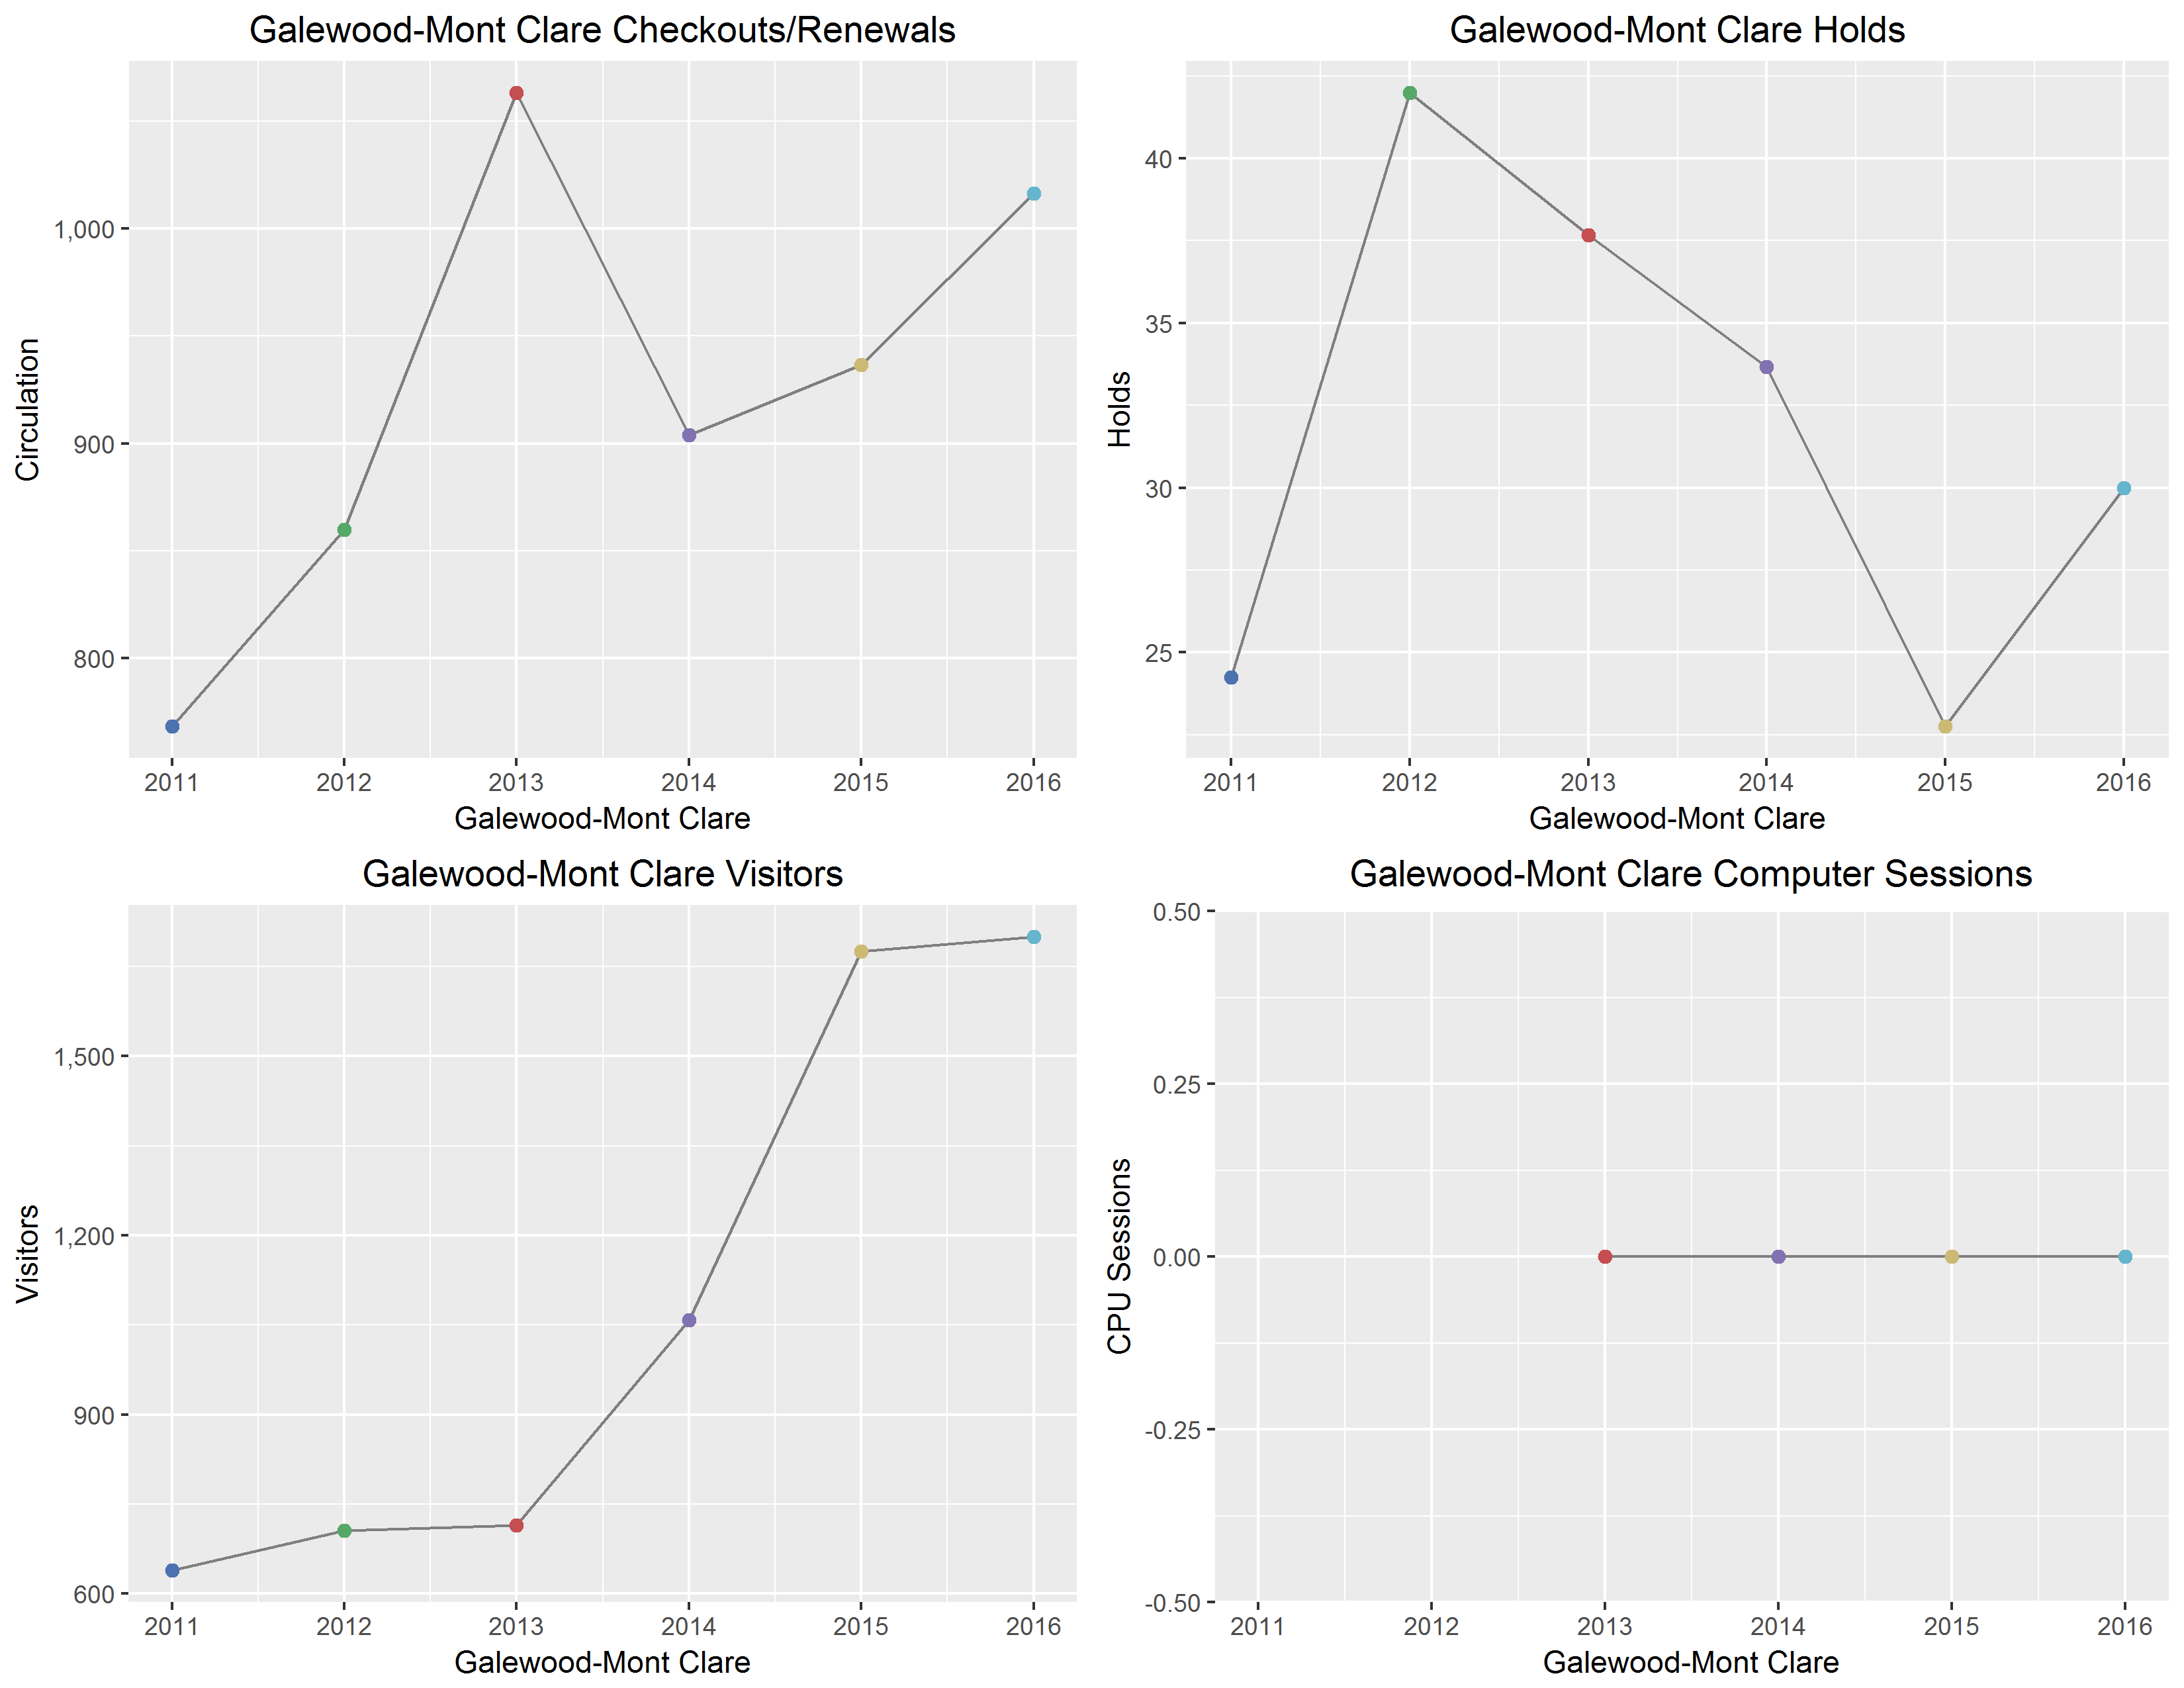 Galewood-Mont Clare Checkouts/Renewals
Circulation
1,000
900
800
2011 2012 2013 2014 2015 2016
Galewood-Mont Clare
Galewood-Mont Clare Holds
Holds
40
35
30
25
2011 2012 2013 2014 2015 2016
Galewood-Mont Clare
Galewood-Mont Clare Visitors
Visitors
1,500
1,200
900
600
2011 2012 2013 2014 2015 2016
Galewood-Mont Clare
Galewood-Mont Clare Computer Sessions
CPU Sessions
0.50
0.25
0.00
-0.25
-0.50
2011 2012 2013 2014 2015 2016
Galewood-Mont Clare